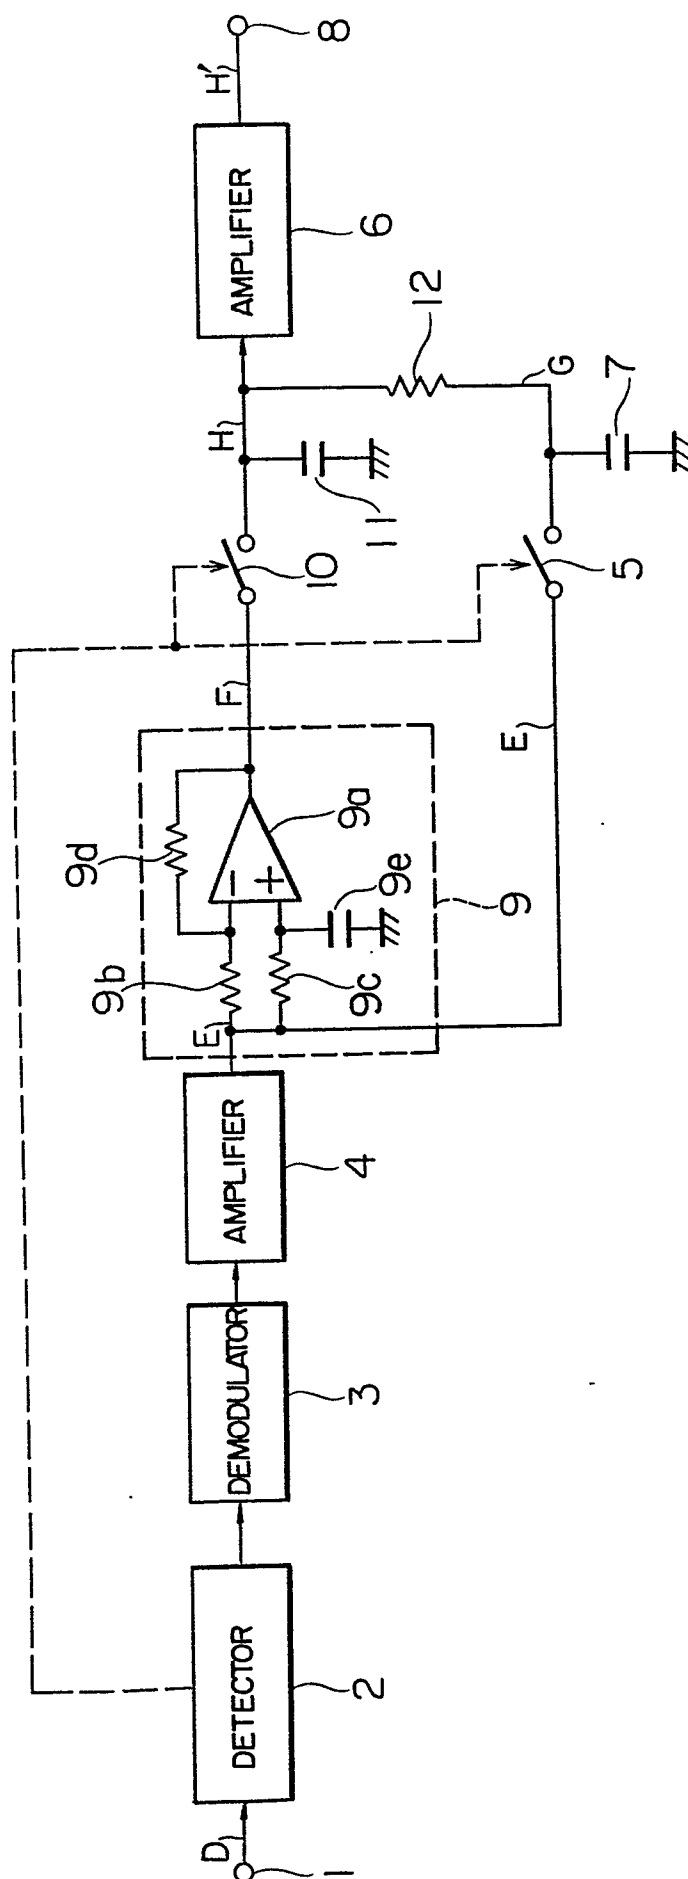 1
D
DETECTOR
2
DEMODULATOR
3
AMPLIFIER
4
E
9b
9c
9d
9e
9a
9
E
F
10
5
H
11
G
7
12
AMPLIFIER
6
H'
8